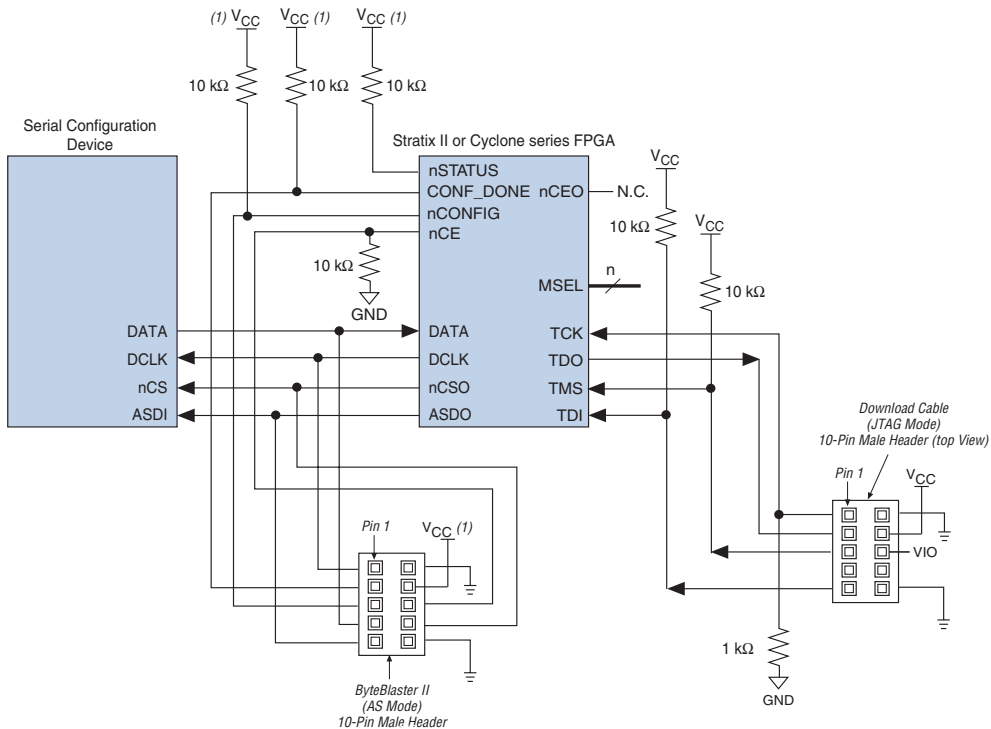 (1) VCC
VCC (1)
VCC (1)
10 kΩ
10 kΩ
10 kΩ
Serial Configuration
Device
Stratix II or Cyclone series FPGA
nSTATUS
CONF_DONE
nCEO
N.C.
nCONFIG
nCE
10 kΩ
GND
MSEL
n
VCC
10 kΩ
VCC
10 kΩ
DATA
DCLK
nCS
ASDI
DATA
DCLK
nCSO
ASDO
TCK
TDO
TMS
TDI
Download Cable
(JTAG Mode)
10-Pin Male Header (top View)
Pin 1
VCC
VIO
Pin 1
VCC (1)
1 kΩ
GND
ByteBlaster II
(AS Mode)
10-Pin Male Header